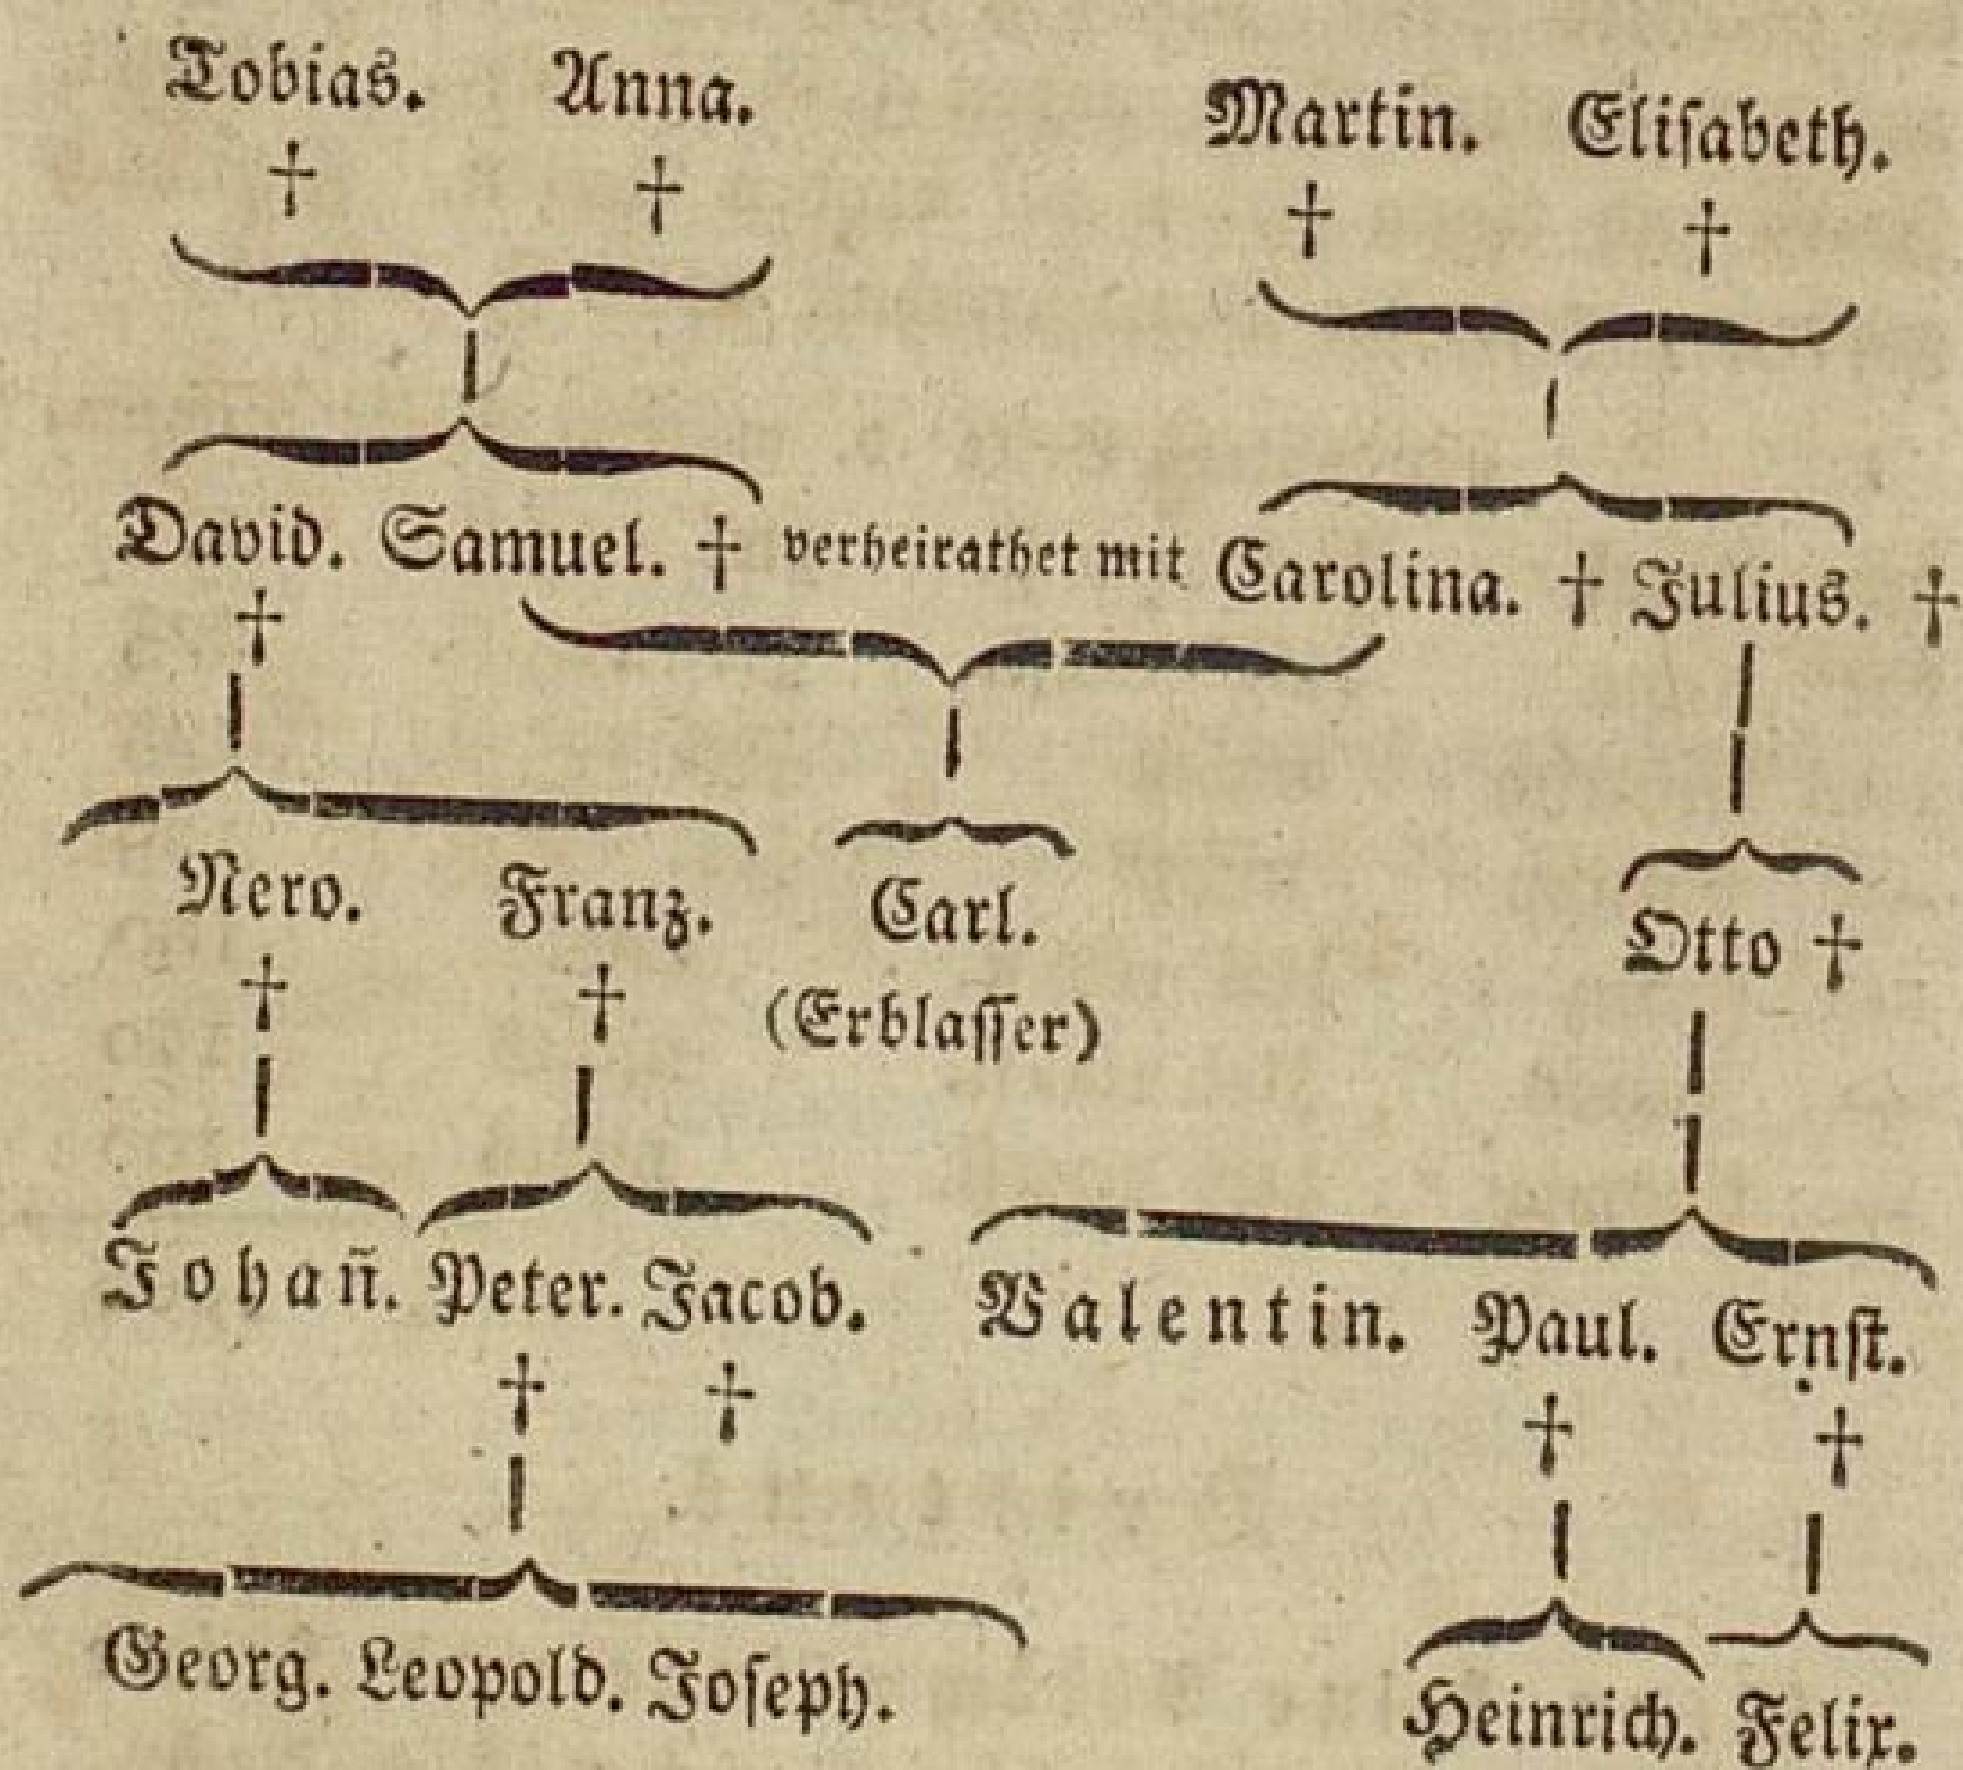 Tobias. Anna. Martin. Eliſabeth.
† † † †
David. Samuel. † verheirathet mit Carolina. † Julius. †
†
Nero. Franz. Carl. Otto †
† † (Erblaſſer)
Johan̄. Peter. Jacob. Valentin. Paul. Ernſt.
† † † †
Georg. Leopold. Joſeph. Heinrich. Felix.